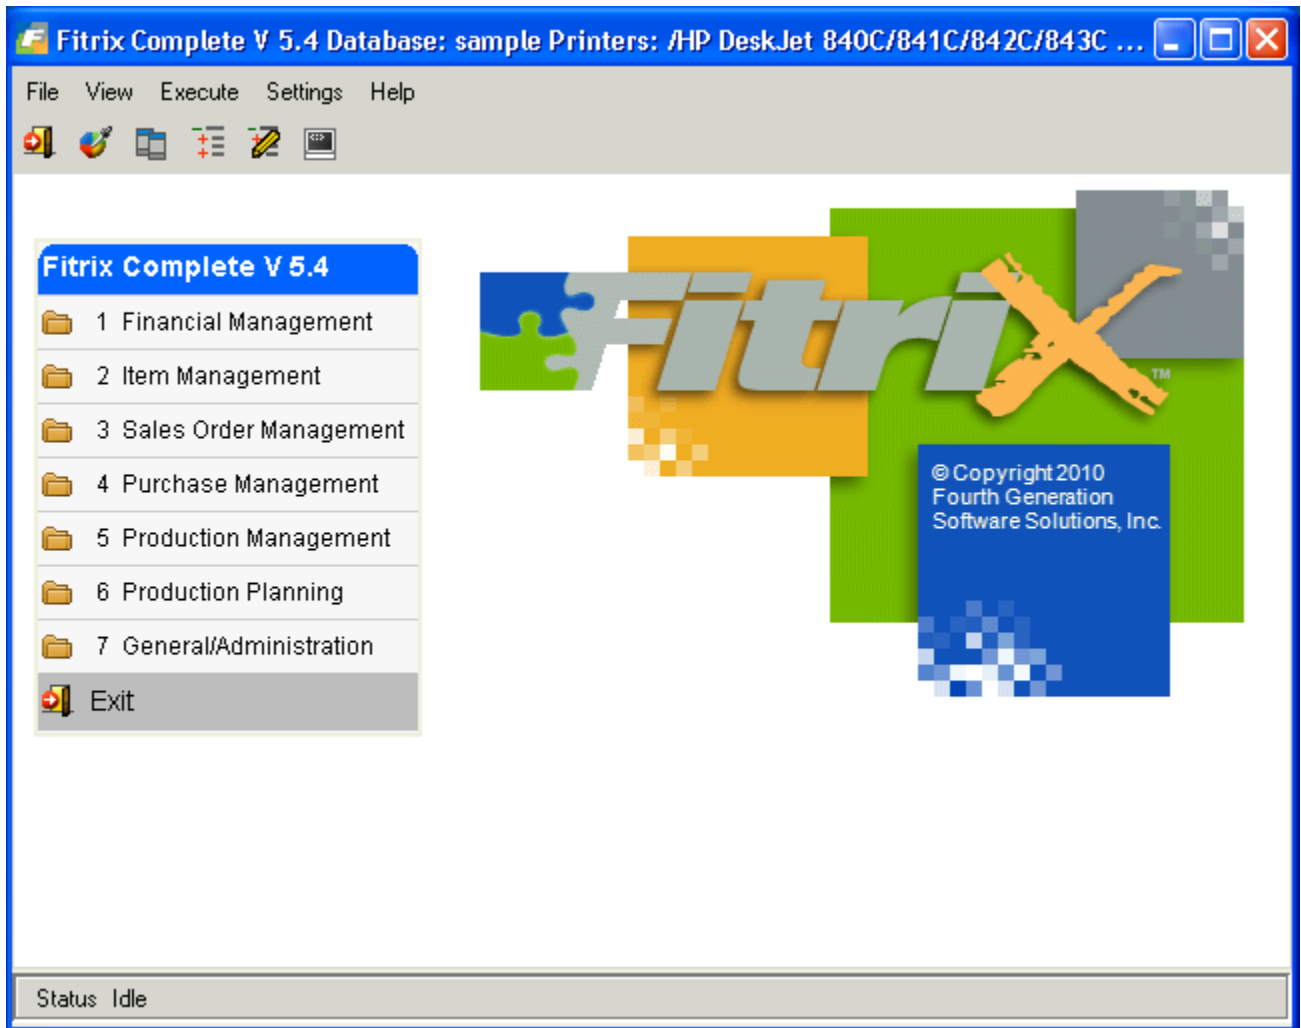 Fitrix Complete V 5.4 Database: sample Printers: /HP DeskJet 840C/841C/842C/843C ...
File View Execute Settings Help
Fitrix Complete V 5.4
1 Financial Management
2 Item Management
3 Sales Order Management
4 Purchase Management
5 Production Management
6 Production Planning
7 General/Administration
Exit
FitriX
TM
© Copyright 2010
Fourth Generation
Software Solutions, Inc.
Status Idle